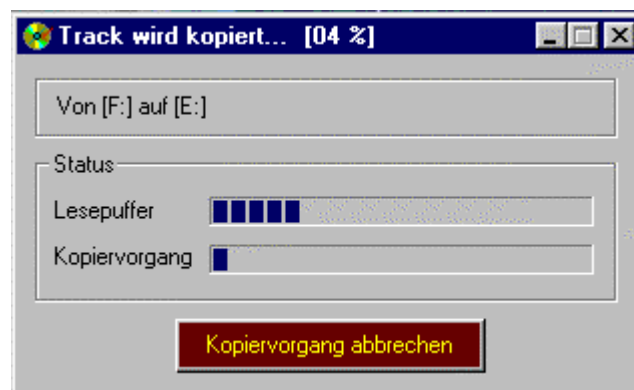 Track wird kopiert... [04 %]
Von [F:] auf [E:]
Status
Lesepuffer
Kopiervorgang
Kopiervorgang abbrechen